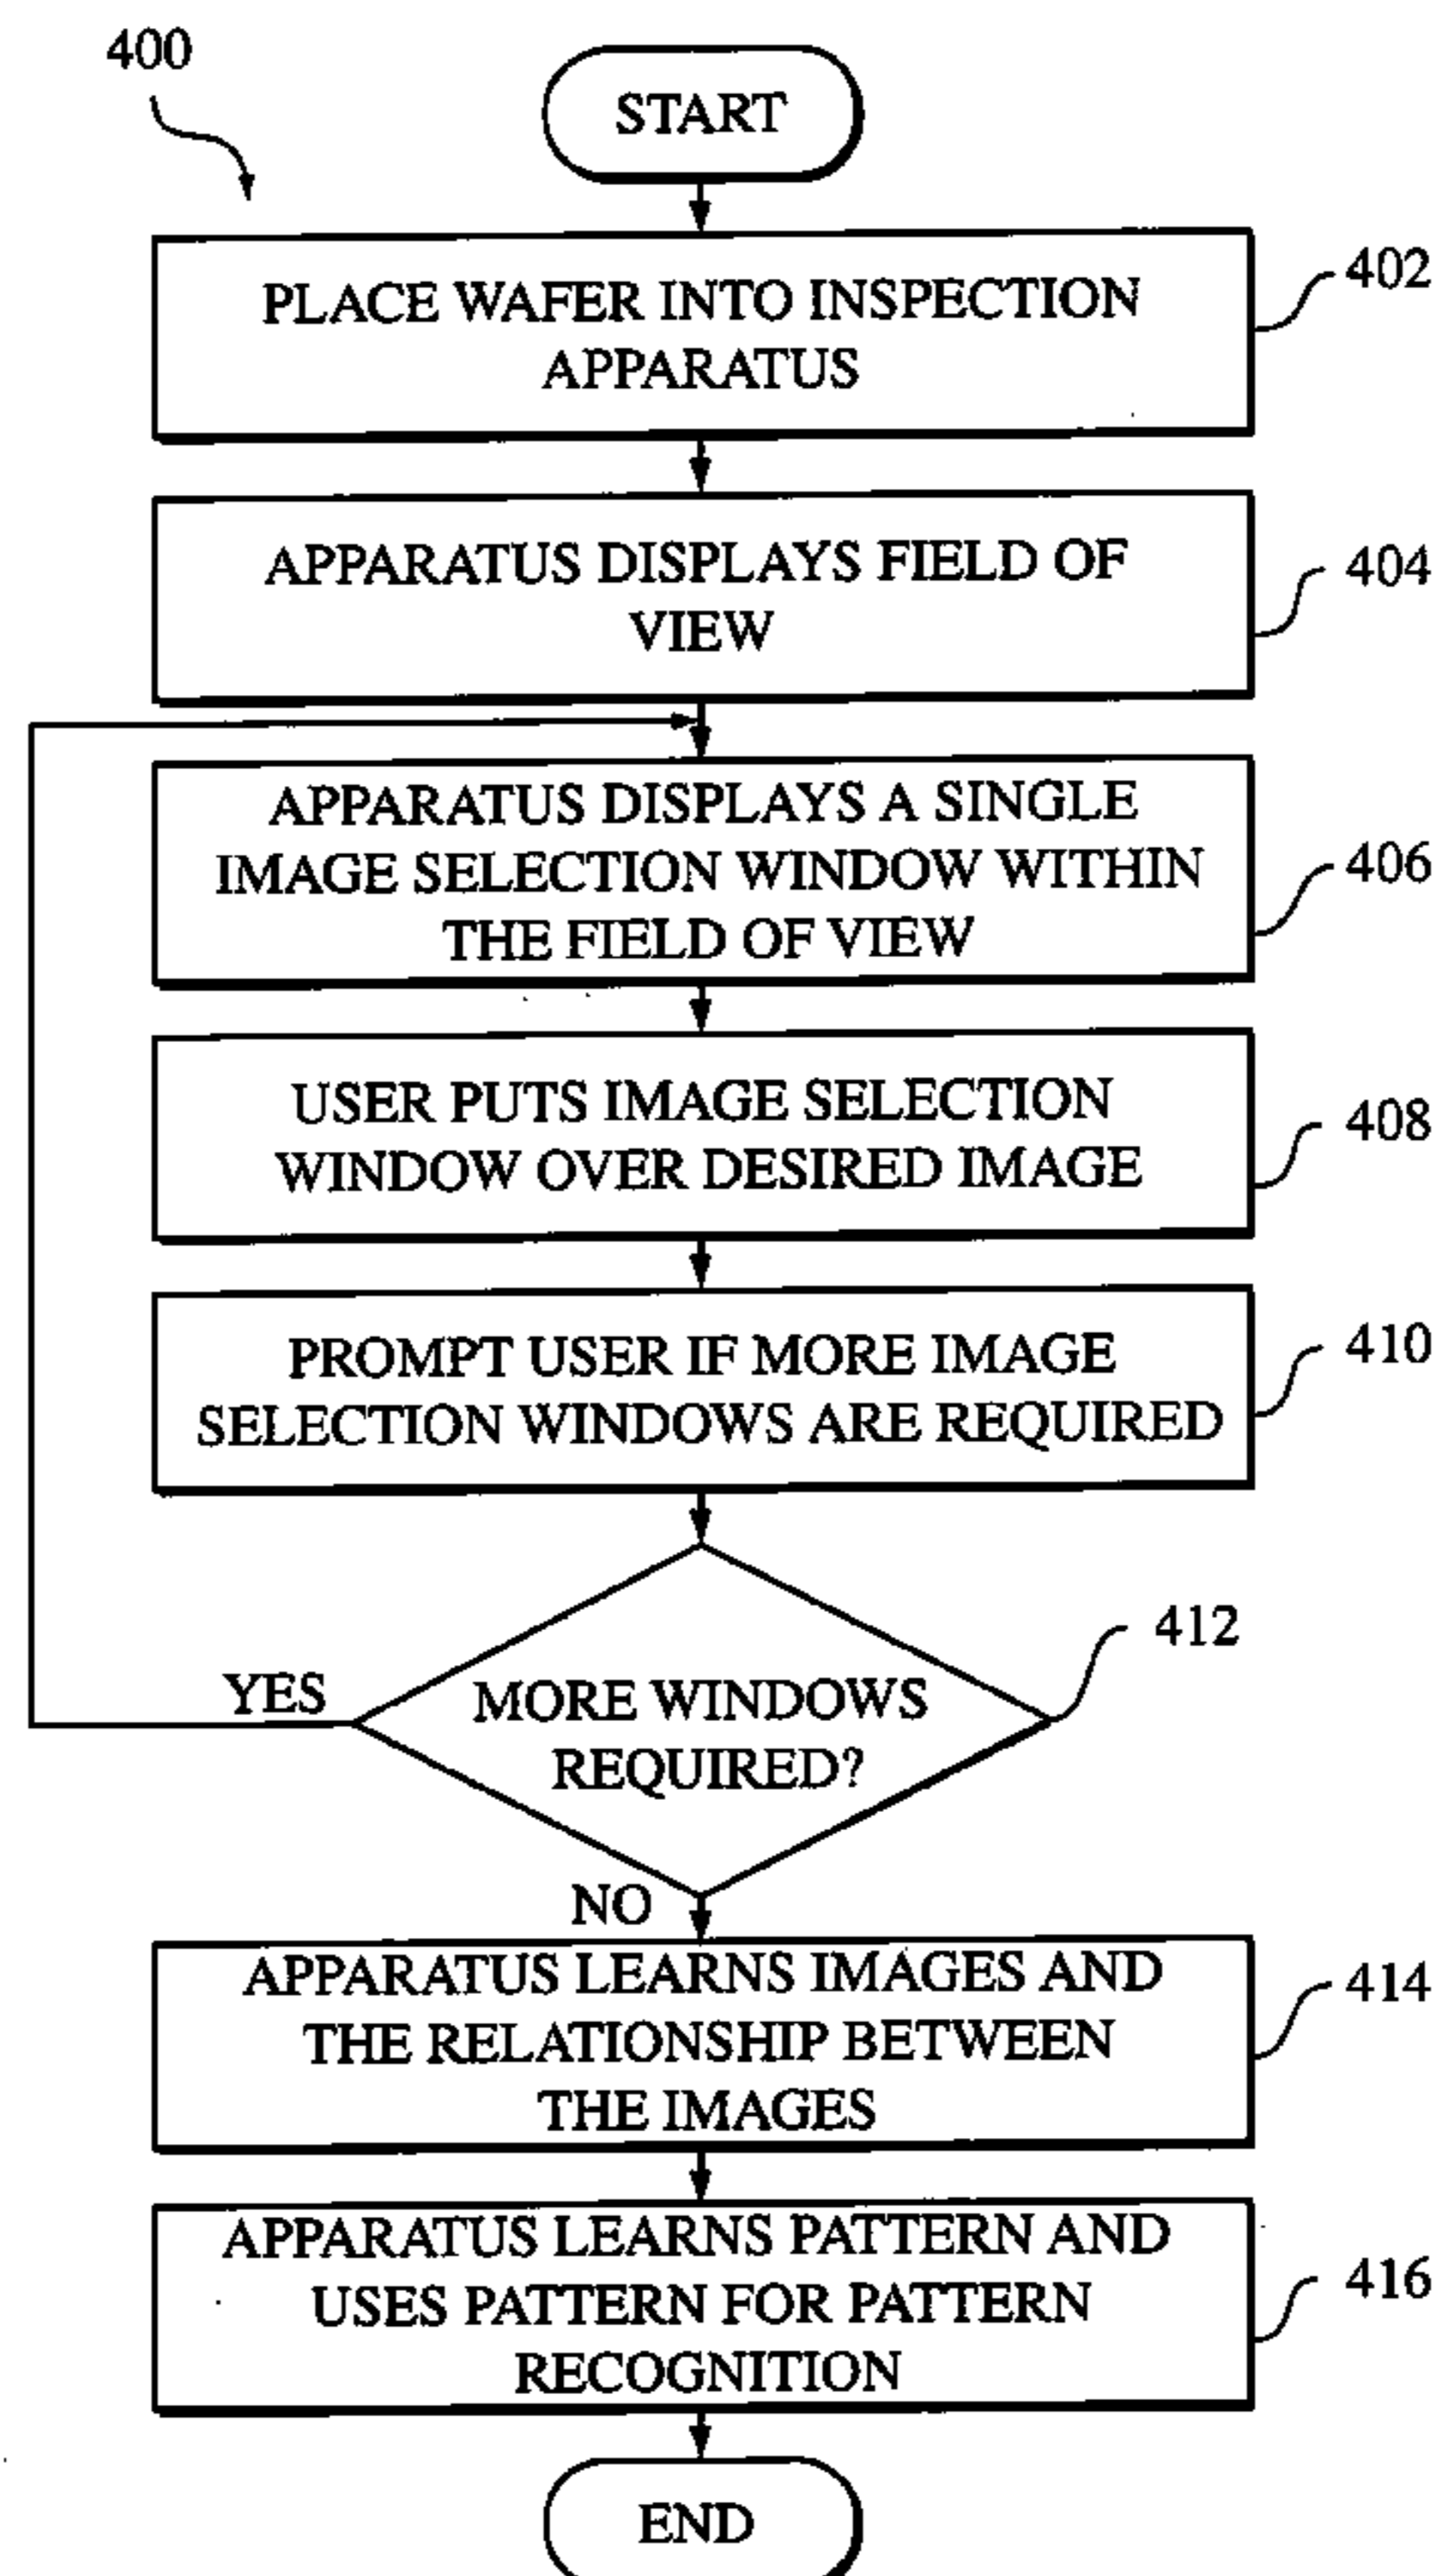 400
START
PLACE WAFER INTO INSPECTION
APPARATUS
402
APPARATUS DISPLAYS FIELD OF
VIEW
404
APPARATUS DISPLAYS A SINGLE
IMAGE SELECTION WINDOW WITHIN
THE FIELD OF VIEW
406
USER PUTS IMAGE SELECTION
WINDOW OVER DESIRED IMAGE
408
PROMPT USER IF MORE IMAGE
SELECTION WINDOWS ARE REQUIRED
410
412
YES
MORE WINDOWS
REQUIRED?
NO
APPARATUS LEARNS IMAGES AND
THE RELATIONSHIP BETWEEN
THE IMAGES
414
APPARATUS LEARNS PATTERN AND
USES PATTERN FOR PATTERN
RECOGNITION
416
END